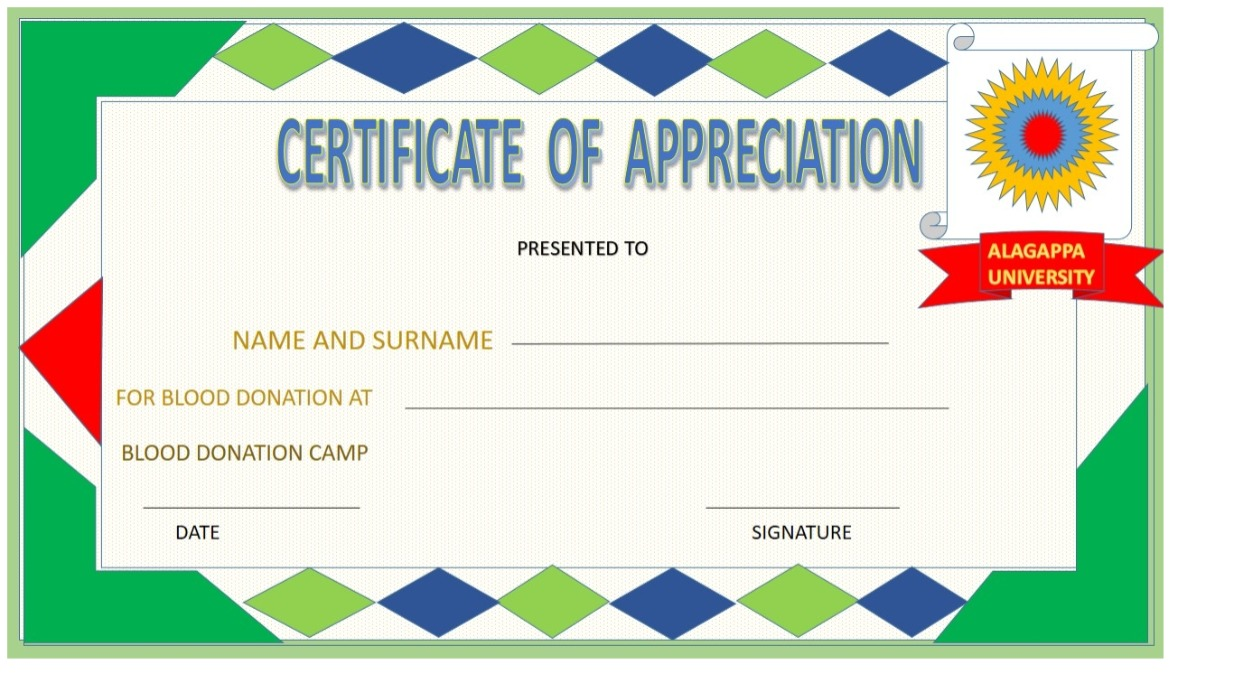 CERTIFICATE OF APPRECIATION
PRESENTED TO
ALAGAPPA
UNIVERSITY
NAME AND SURNAME
FOR BLOOD DONATION AT
BLOOD DONATION CAMP
DATE
SIGNATURE